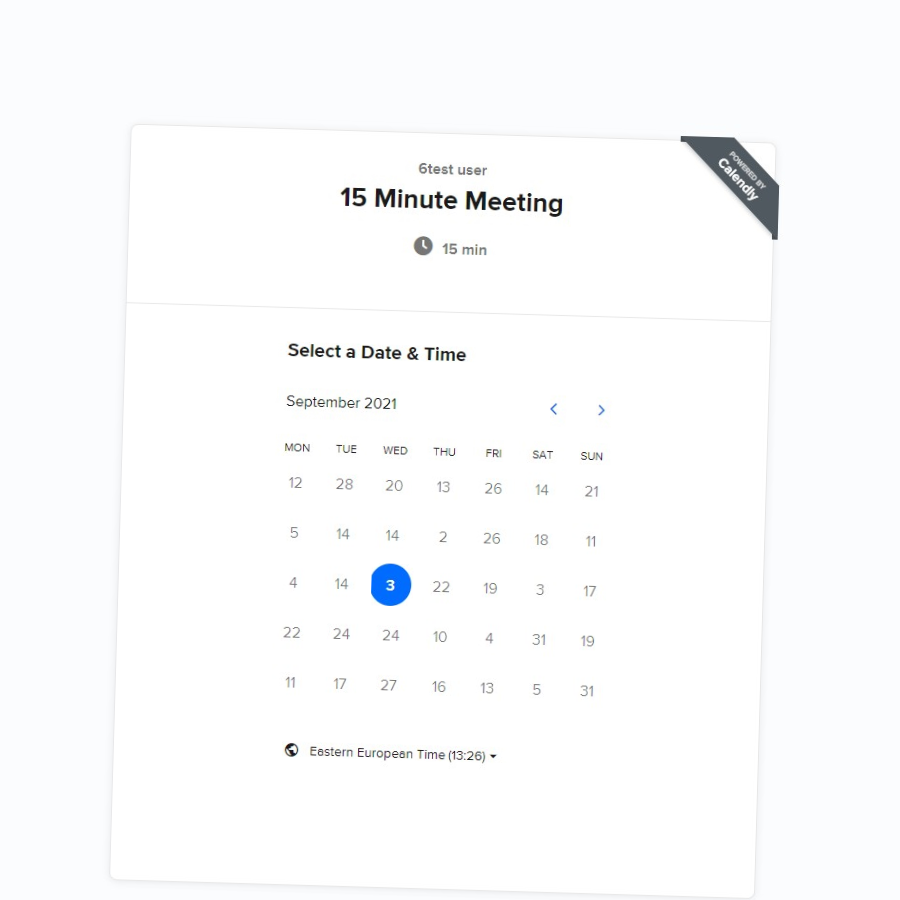 POWERED BY
Calendly
6test user
15 Minute Meeting
15 min
Select a Date & Time
September 2021
MON TUE WED THU FRI SAT SUN
12 28 20 13 26 14 21
5 14 14 2 26 18 11
4 14 3 22 19 3 17
22 24 24 10 4 31 19
11 17 27 16 13 5 31
Eastern European Time (13:26)